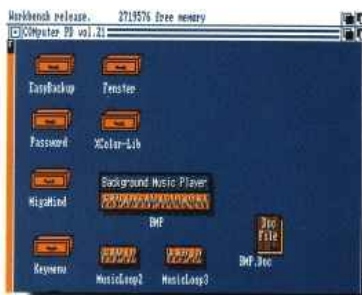 Workbench release. 2719576 free memory
COMputer PD vol.21
EasyBackup Fenster
Password XColor-Lib
MigaMind
Background Music Player
BMP
Doc
File
BMP.Doc
Keymenu MusicLoop2 MusicLoop3